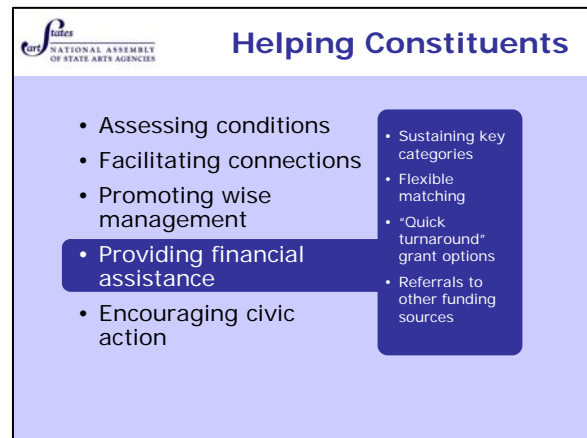 art States
NATIONAL ASSEMBLY
OF STATE ARTS AGENCIES
Helping Constituents
• Assessing conditions
• Facilitating connections
• Promoting wise
management
• Providing financial
assistance
• Encouraging civic
action
• Sustaining key
categories
• Flexible
matching
• “Quick
turnaround”
grant options
• Referrals to
other funding
sources